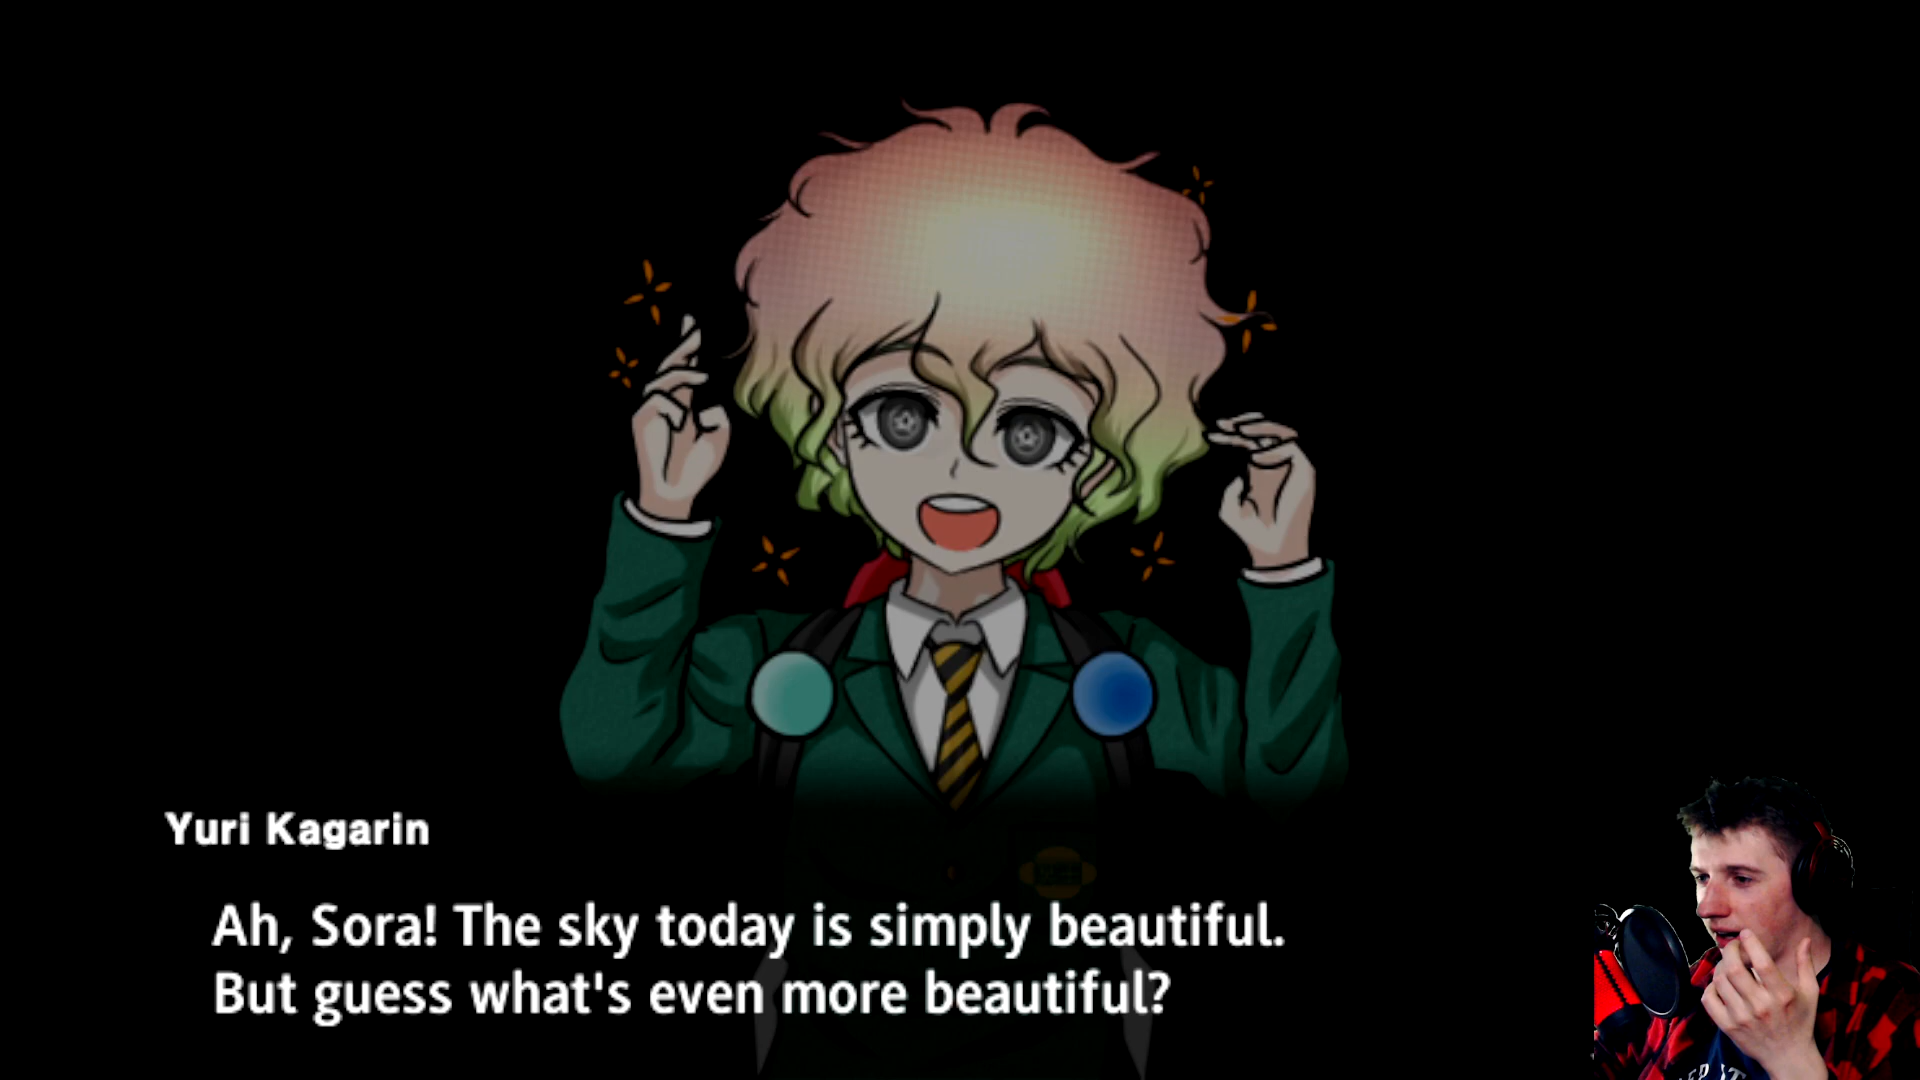 Yuri Kagarin
Ah, Sora! The sky today is simply beautiful.
But guess what's even more beautiful?